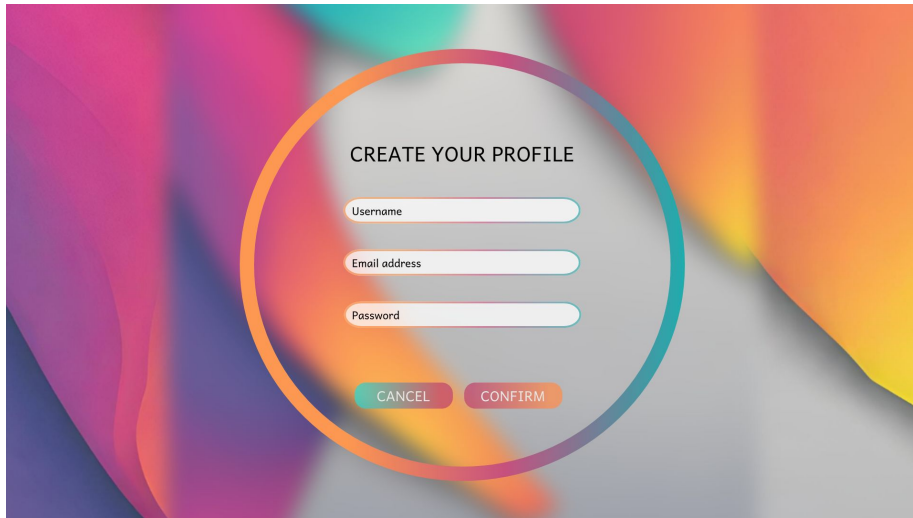 CREATE YOUR PROFILE
Username
Email address
Password
CANCEL CONFIRM